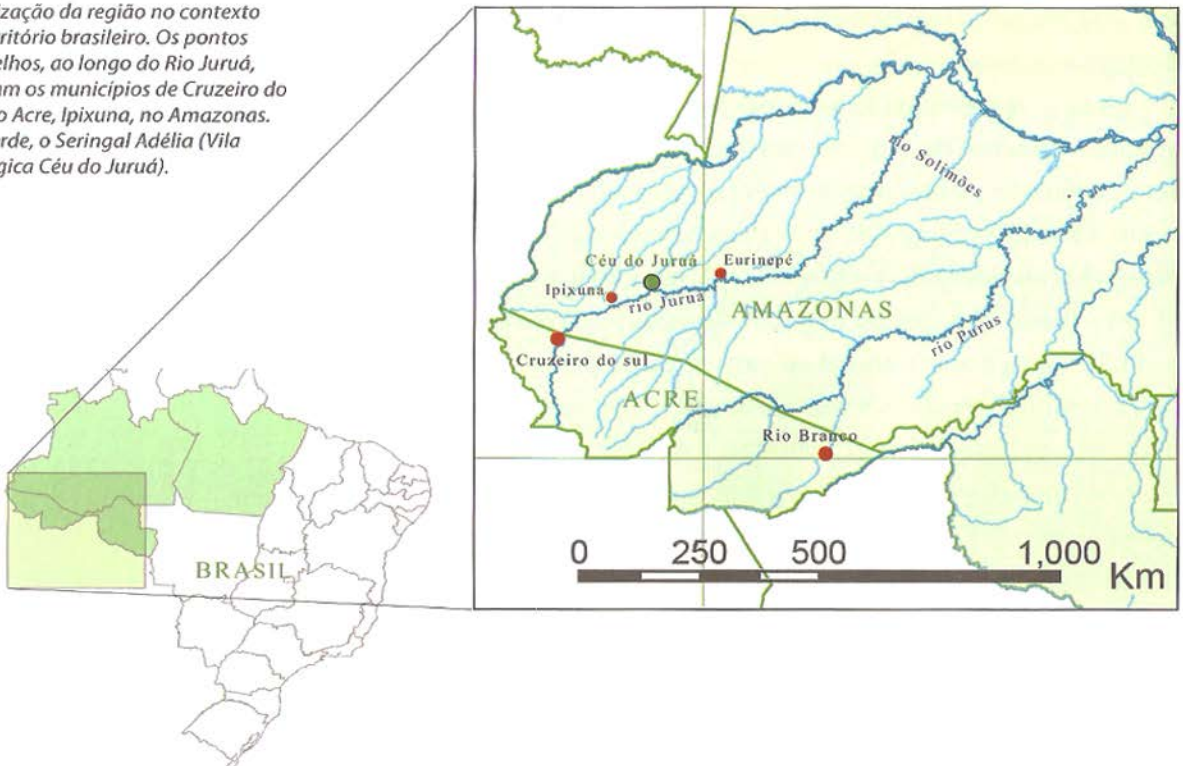 ização da região no contexto
ritório brasileiro. Os pontos
elhos, ao longo do Rio Juruá,
am os municípios de Cruzeiro do
o Acre, Ipixuna, no Amazonas.
erde, o Seringal Adélia (Vila
gica Céu do Juruá).
rio Solimões
Céu do Juruá
Eurinepé
Ipixuna
rio Juruá
AMAZONAS
rio Purus
Cruzeiro do sul
ACRE
Rio Branco
0 250 500 1,000 Km
BRASIL